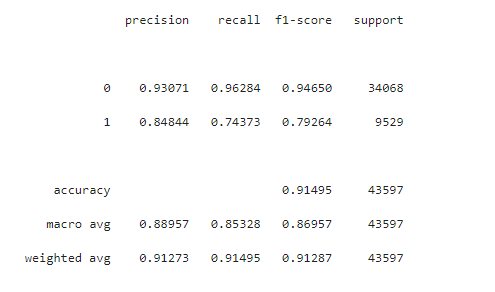 precision recall f1-score support
0 0.93071 0.96284 0.94650 34068
1 0.84844 0.74373 0.79264 9529
accuracy 0.91495 43597
macro avg 0.88957 0.85328 0.86957 43597
weighted avg 0.91273 0.91495 0.91287 43597